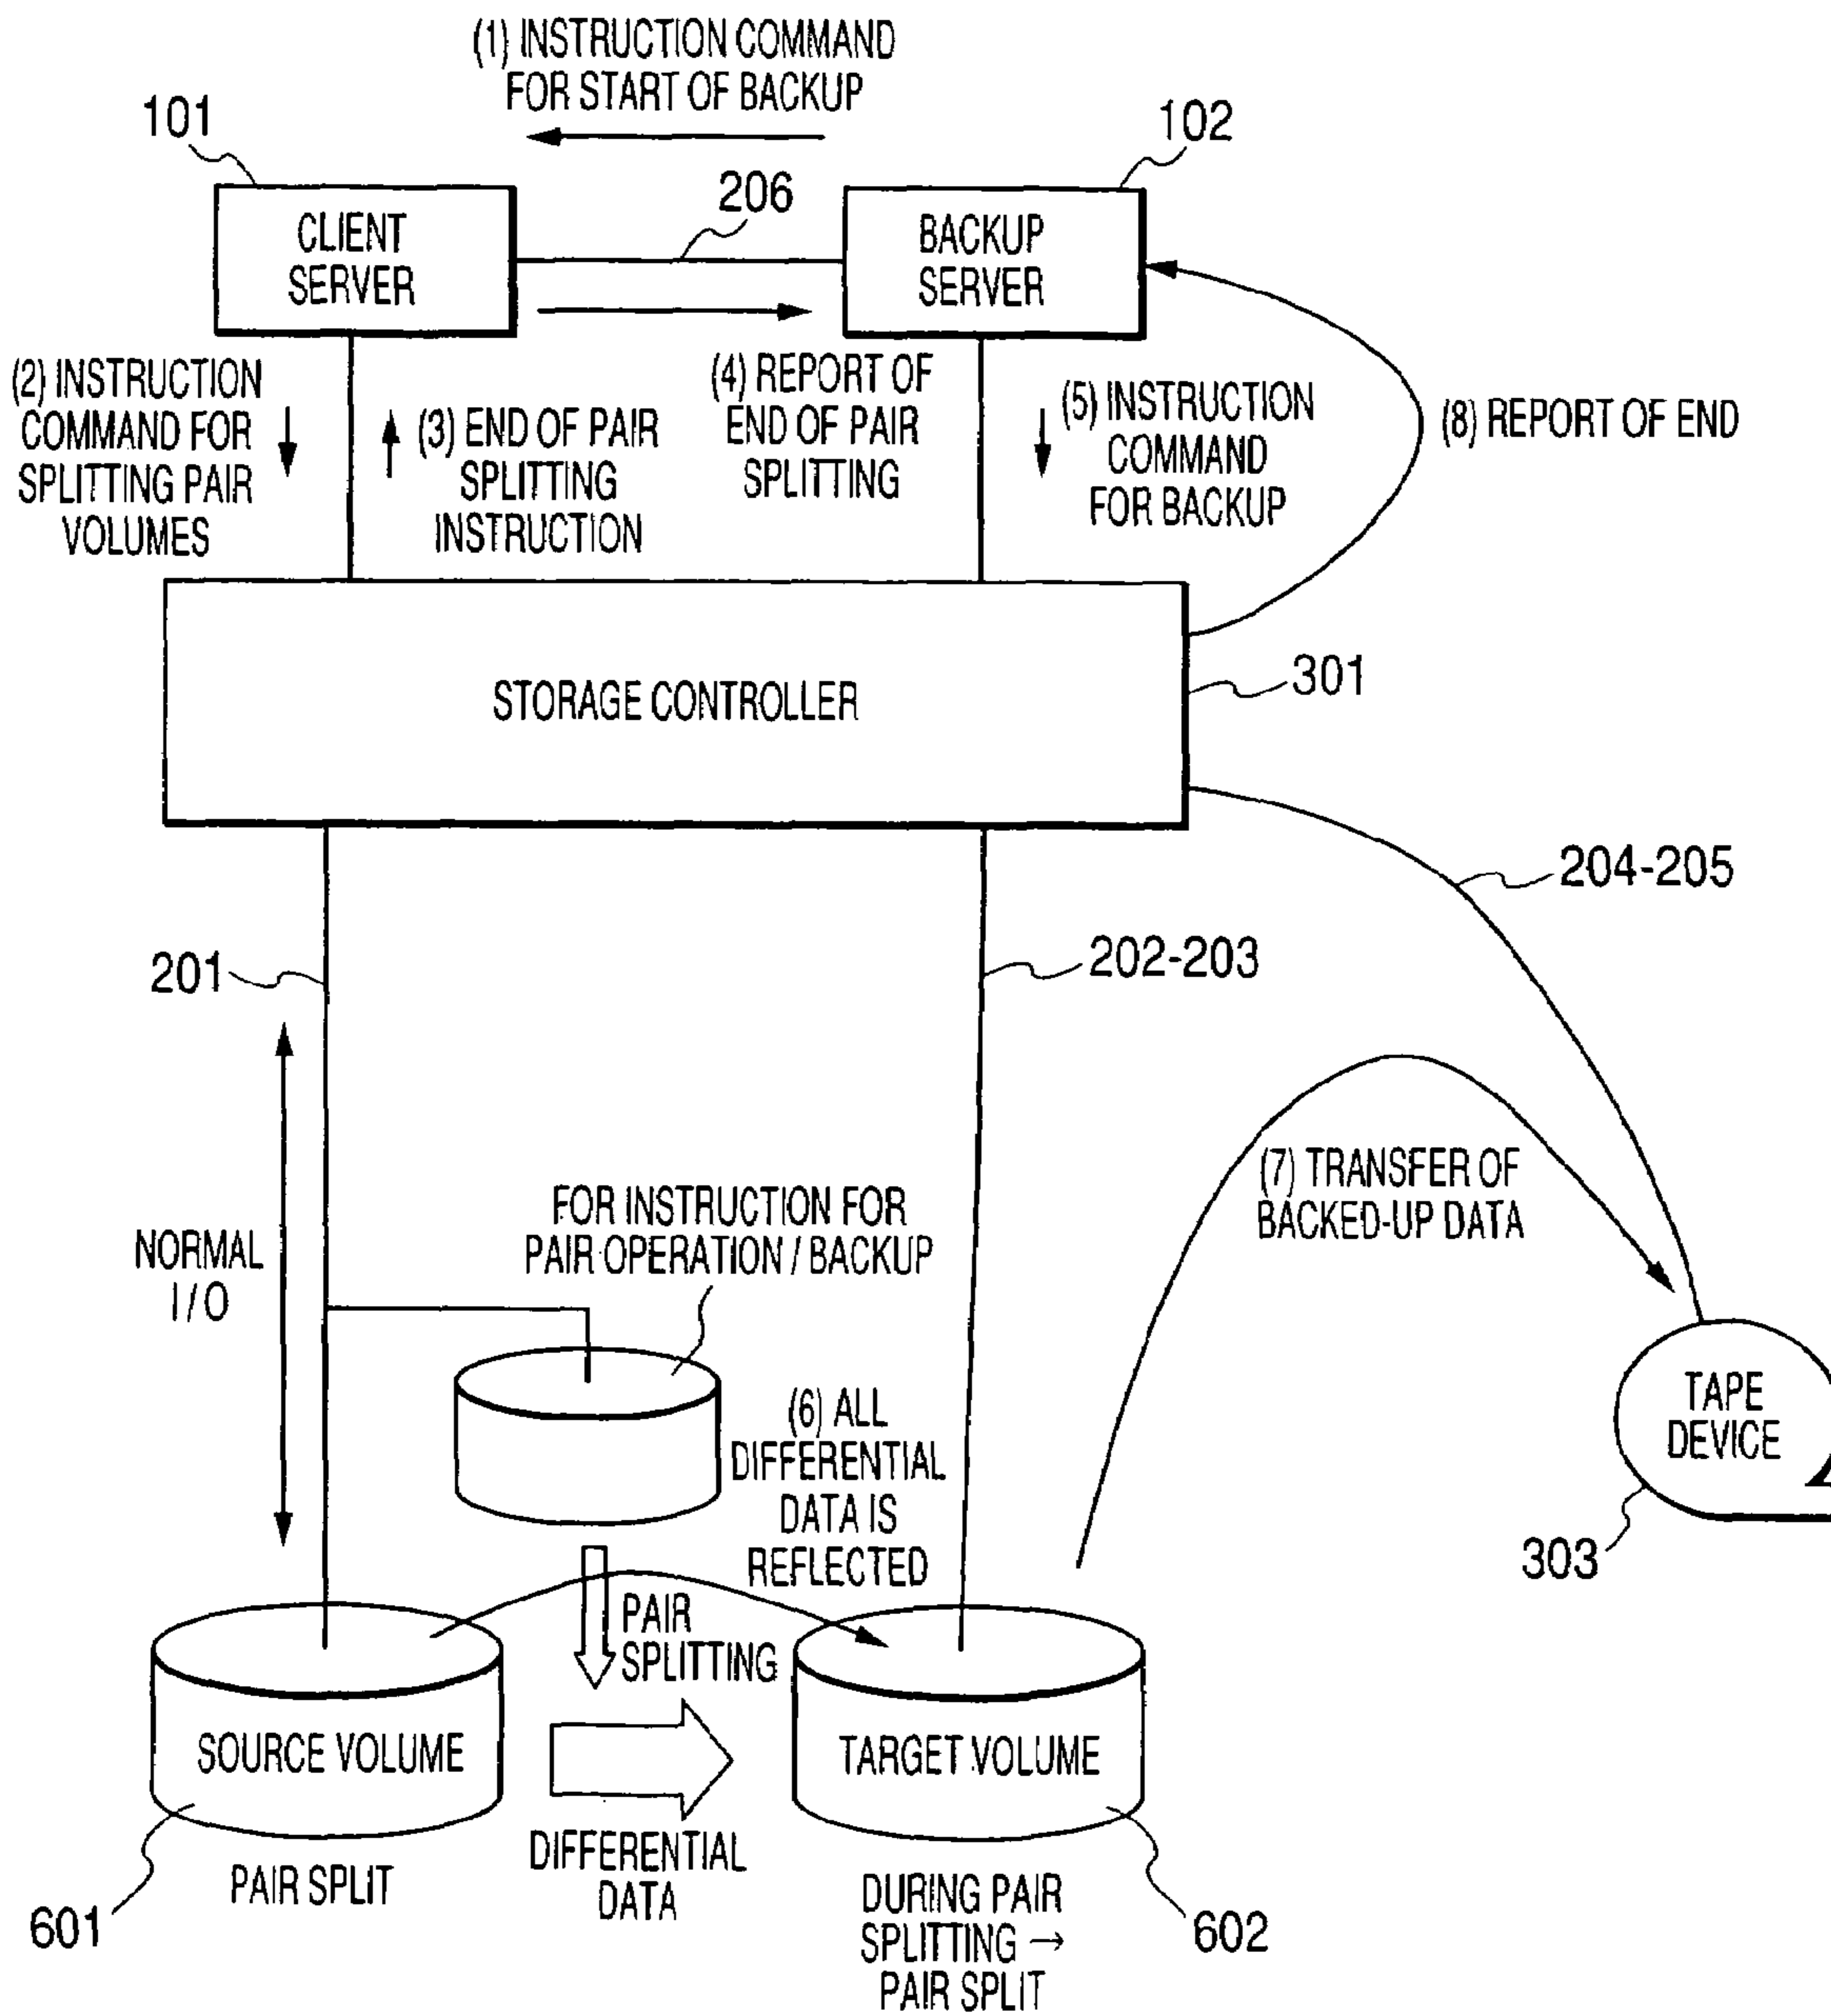 (1) INSTRUCTION COMMAND
FOR START OF BACKUP
101
102
206
CLIENT
SERVER
BACKUP
SERVER
(2) INSTRUCTION
COMMAND FOR
SPLITTING PAIR
VOLUMES
(3) END OF PAIR
SPLITTING
INSTRUCTION
(4) REPORT OF
END OF PAIR
SPLITTING
(5) INSTRUCTION
COMMAND
FOR BACKUP
(8) REPORT OF END
STORAGE CONTROLLER
301
204-205
201
202-203
NORMAL
I/O
FOR INSTRUCTION FOR
PAIR OPERATION / BACKUP
(7) TRANSFER OF
BACKED-UP DATA
(6) ALL
DIFFERENTIAL
DATA IS
REFLECTED
TAPE
DEVICE
303
PAIR
SPLITTING
SOURCE VOLUME
TARGET VOLUME
DIFFERENTIAL
DATA
PAIR SPLIT
601
DURING PAIR
SPLITTING →
PAIR SPLIT
602